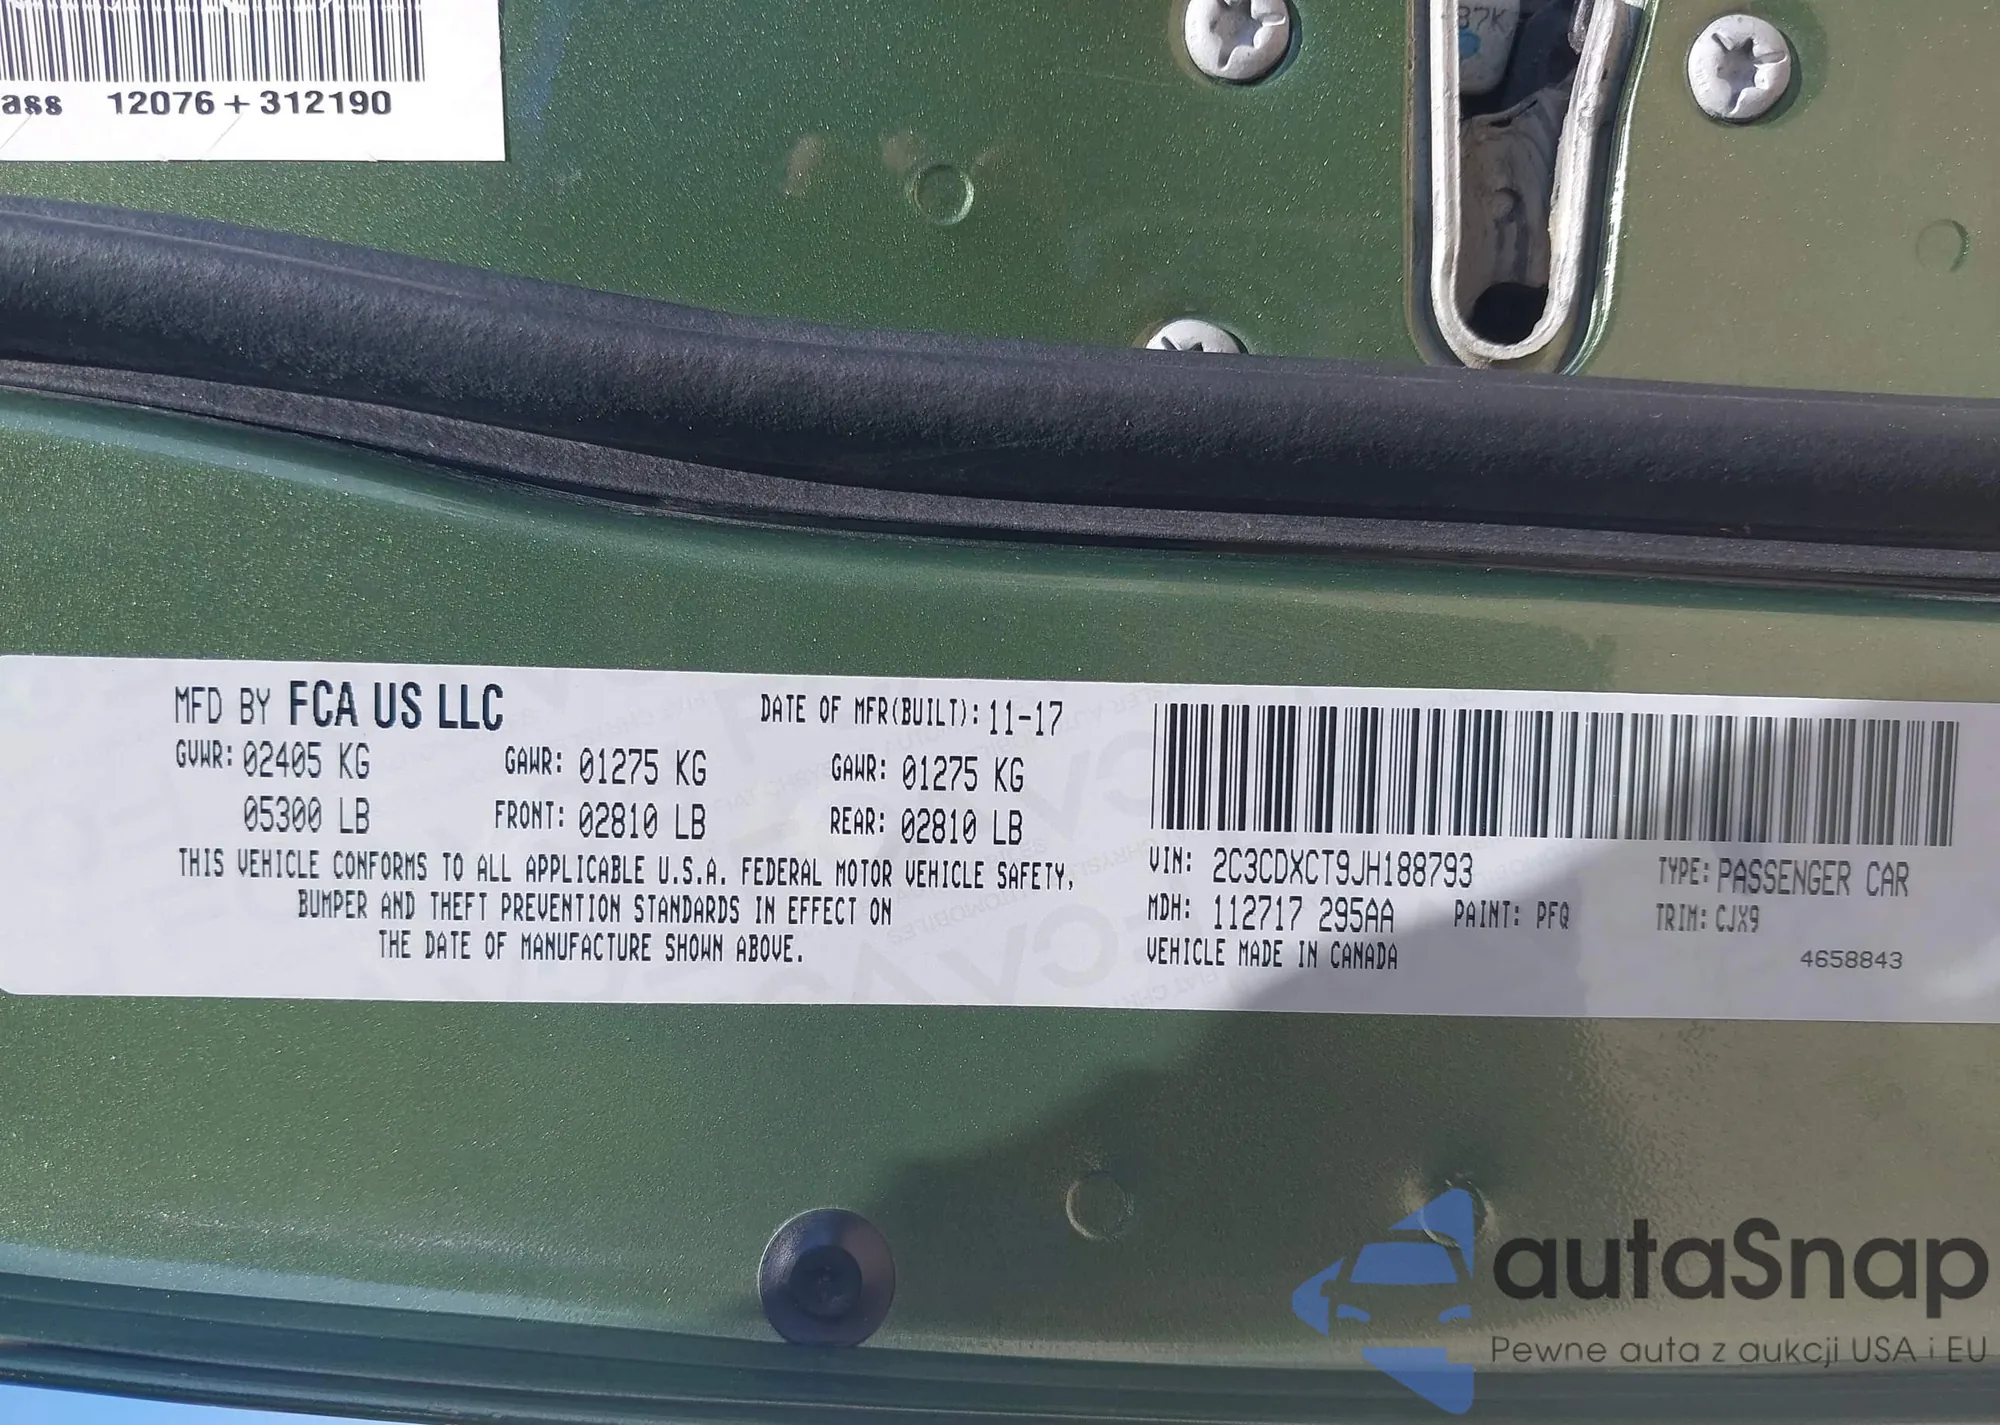 ass 12076 + 312190
87K
MFD BY FCA US LLC
DATE OF MFR(BUILT): 11-17
GVWR: 02405 KG GAWR: 01275 KG GAWR: 01275 KG
05300 LB FRONT: 02810 LB REAR: 02810 LB
THIS VEHICLE CONFORMS TO ALL APPLICABLE U.S.A. FEDERAL MOTOR VEHICLE SAFETY,
BUMPER AND THEFT PREVENTION STANDARDS IN EFFECT ON
THE DATE OF MANUFACTURE SHOWN ABOVE.
VIN: 2C3CDXCT9JH188793 TYPE: PASSENGER CAR
MDH: 112717 295AA PAINT: PFQ TRIM: CJX9
VEHICLE MADE IN CANADA
4658843
autaSnap
Pewne auta z aukcji USA i EU